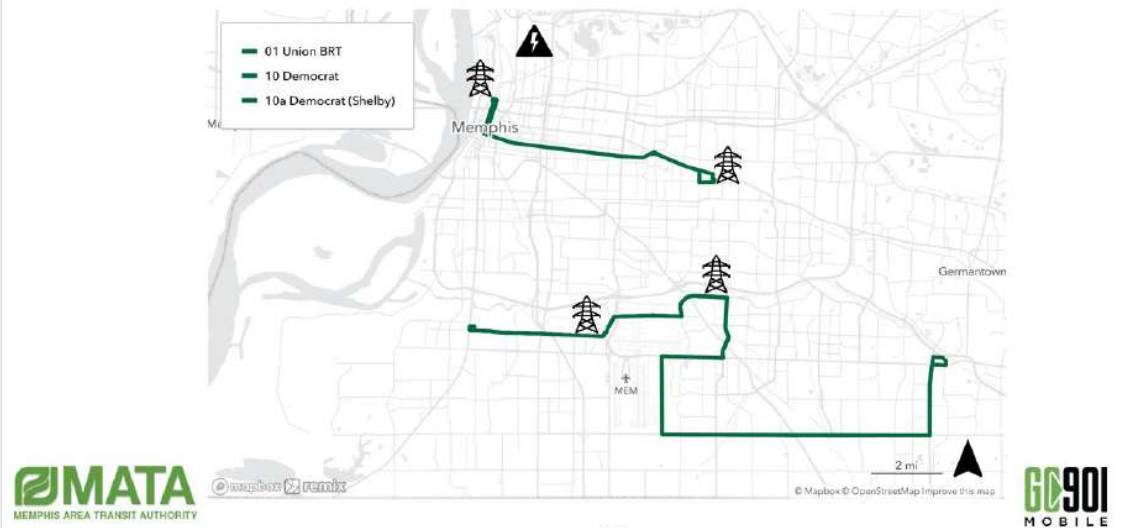 01 Union BRT
10 Democrat
10a Democrat (Shelby)
Memphis
Germantown
MEM
2 mi
mapbox remix
© Mapbox © OpenStreetMap Improve this map
MATA
MEMPHIS AREA TRANSIT AUTHORITY
GC901
MOBILE